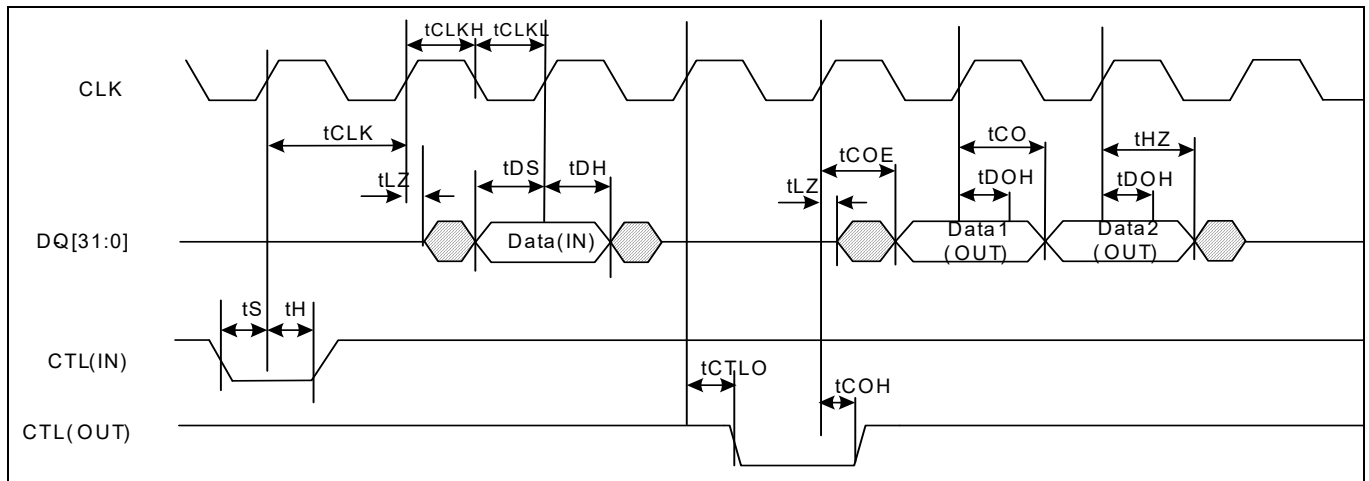 tCLKH tCLKL
CLK
tCLK
tCO
tHZ
tCOE
tDS tDH
tLZ
tLZ
tDOH
tDOH
DQ[31:0]
Data(IN)
Data1
(OUT)
Data2
(OUT)
tS tH
CTL(IN)
tCTLO
tCOH
CTL(OUT)